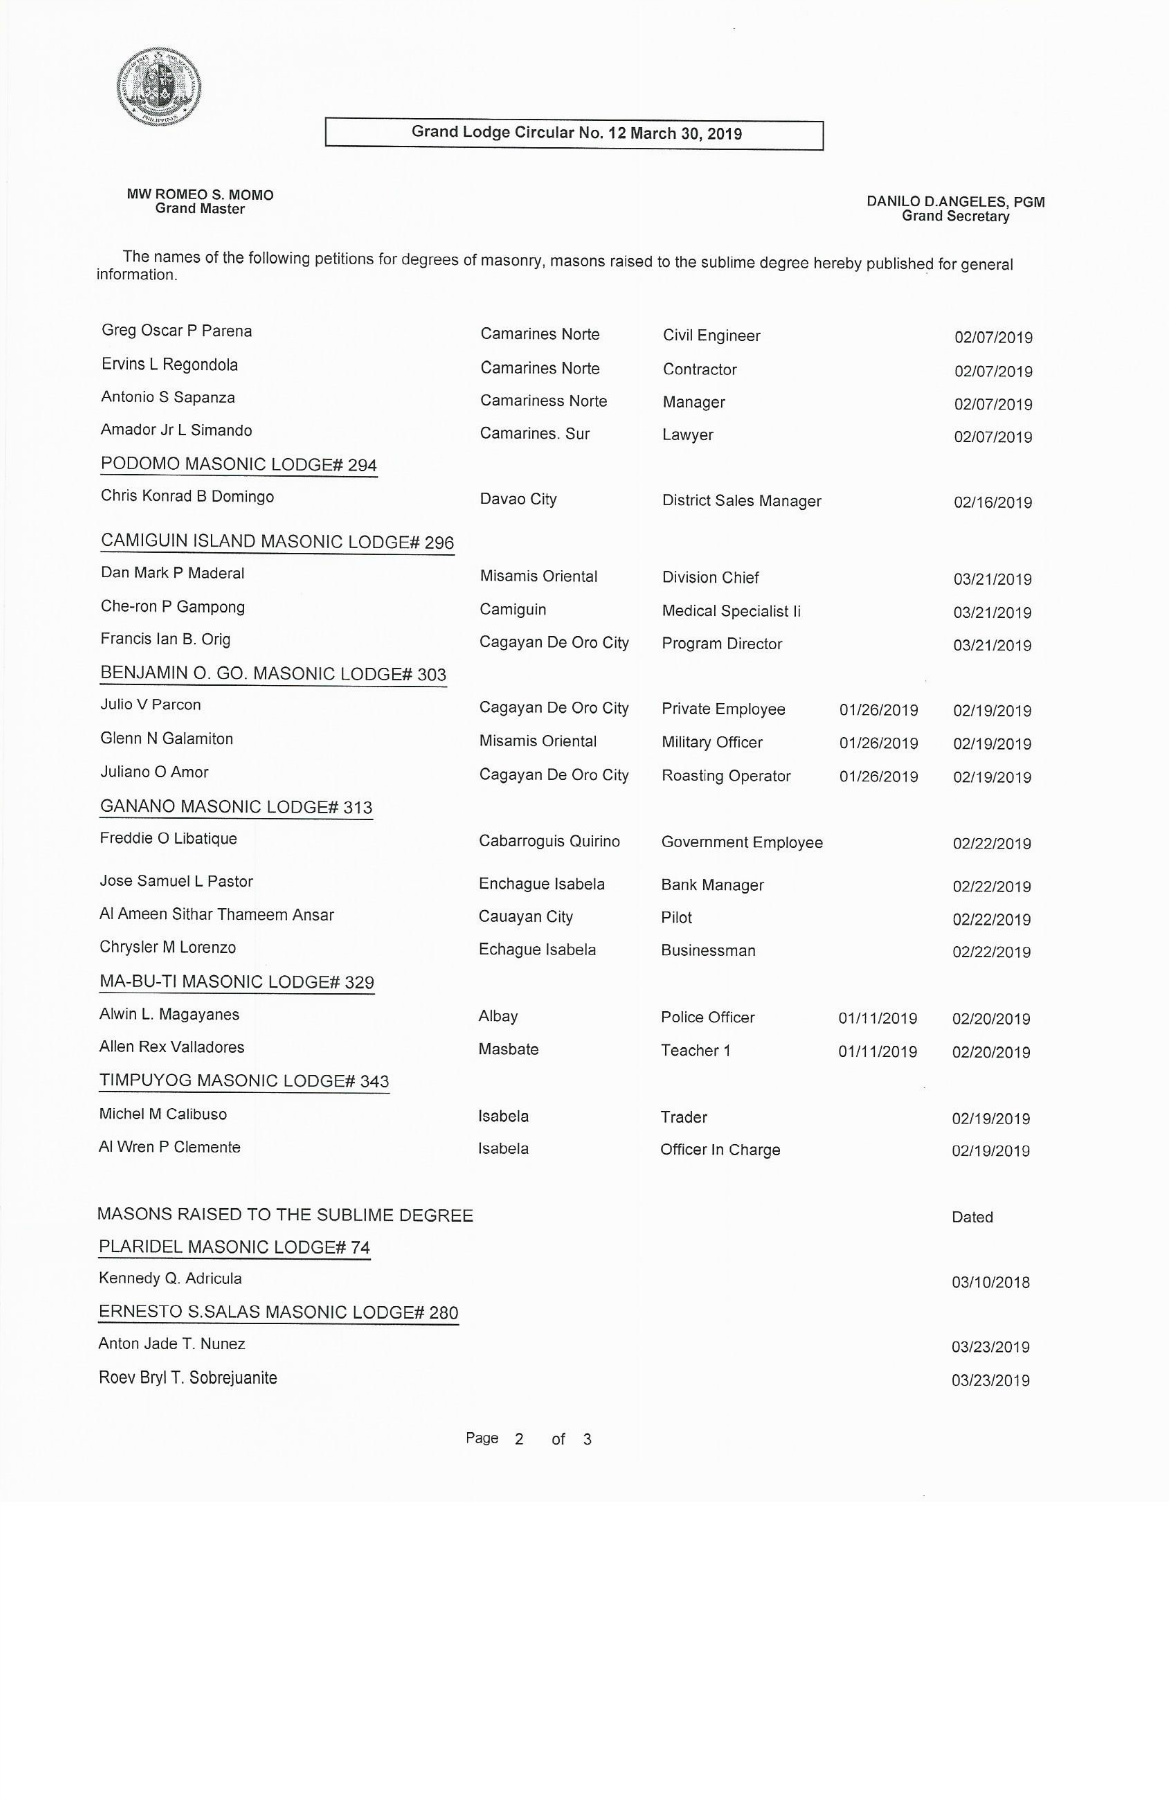 PHILIPPINES
Grand Lodge Circular No. 12 March 30, 2019
MW ROMEO S. MOMO
Grand Master
DANILO D.ANGELES, PGM
Grand Secretary
The names of the following petitions for degrees of masonry, masons raised to the sublime degree hereby published for general
information.
Greg Oscar P Parena Camarines Norte Civil Engineer 02/07/2019
Ervins L Regondola Camarines Norte Contractor 02/07/2019
Antonio S Sapanza Camariness Norte Manager 02/07/2019
Amador Jr L Simando Camarines. Sur Lawyer 02/07/2019
PODOMO MASONIC LODGE# 294
Chris Konrad B Domingo Davao City District Sales Manager 02/16/2019
CAMIGUIN ISLAND MASONIC LODGE# 296
Dan Mark P Maderal Misamis Oriental Division Chief 03/21/2019
Che-ron P Gampong Camiguin Medical Specialist Ii 03/21/2019
Francis Ian B. Orig Cagayan De Oro City Program Director 03/21/2019
BENJAMIN O. GO. MASONIC LODGE# 303
Julio V Parcon Cagayan De Oro City Private Employee 01/26/2019 02/19/2019
Glenn N Galamiton Misamis Oriental Military Officer 01/26/2019 02/19/2019
Juliano O Amor Cagayan De Oro City Roasting Operator 01/26/2019 02/19/2019
GANANO MASONIC LODGE# 313
Freddie O Libatique Cabarroguis Quirino Government Employee 02/22/2019
Jose Samuel L Pastor Enchague Isabela Bank Manager 02/22/2019
Al Ameen Sithar Thameem Ansar Cauayan City Pilot 02/22/2019
Chrysler M Lorenzo Echague Isabela Businessman 02/22/2019
MA-BU-TI MASONIC LODGE# 329
Alwin L. Magayanes Albay Police Officer 01/11/2019 02/20/2019
Allen Rex Valladores Masbate Teacher 1 01/11/2019 02/20/2019
TIMPUYOG MASONIC LODGE# 343
Michel M Calibuso Isabela Trader 02/19/2019
Al Wren P Clemente Isabela Officer In Charge 02/19/2019
MASONS RAISED TO THE SUBLIME DEGREE Dated
PLARIDEL MASONIC LODGE# 74
Kennedy Q. Adricula 03/10/2018
ERNESTO S.SALAS MASONIC LODGE# 280
Anton Jade T. Nunez 03/23/2019
Roev Bryl T. Sobrejuanite 03/23/2019
Page 2 of 3